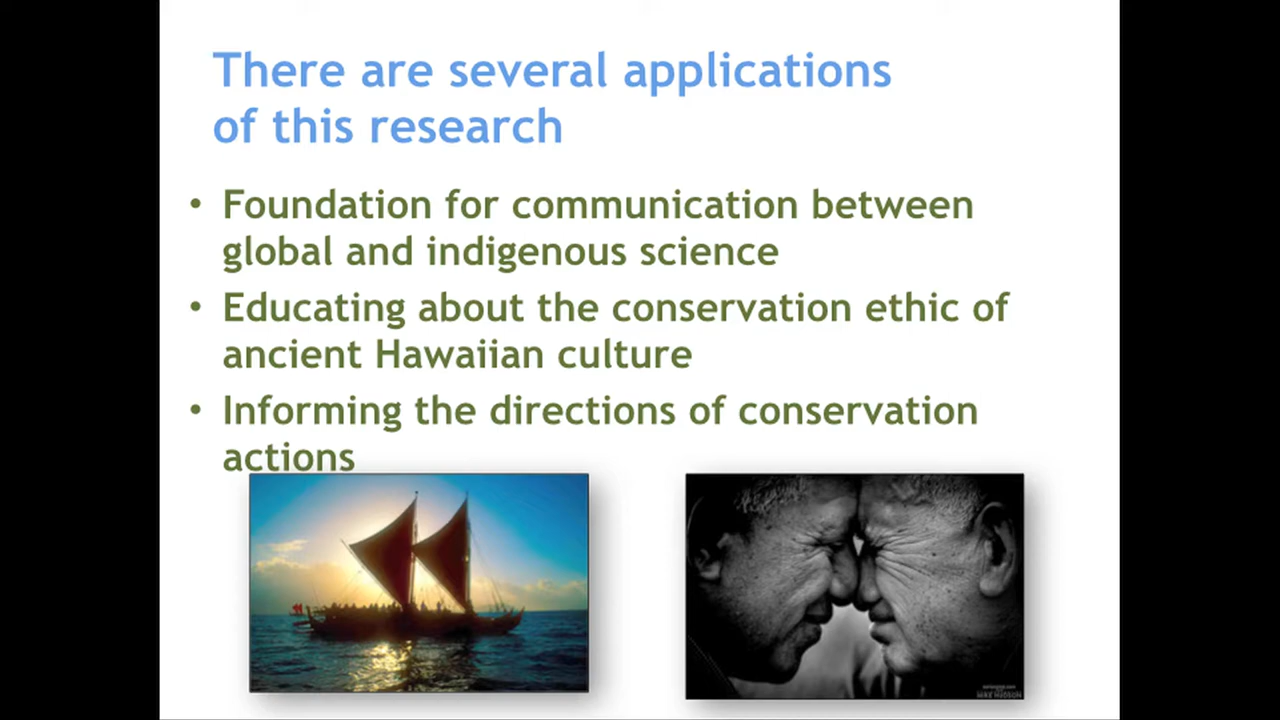 There are several applications
of this research
• Foundation for communication between
global and indigenous science
• Educating about the conservation ethic of
ancient Hawaiian culture
• Informing the directions of conservation
actions